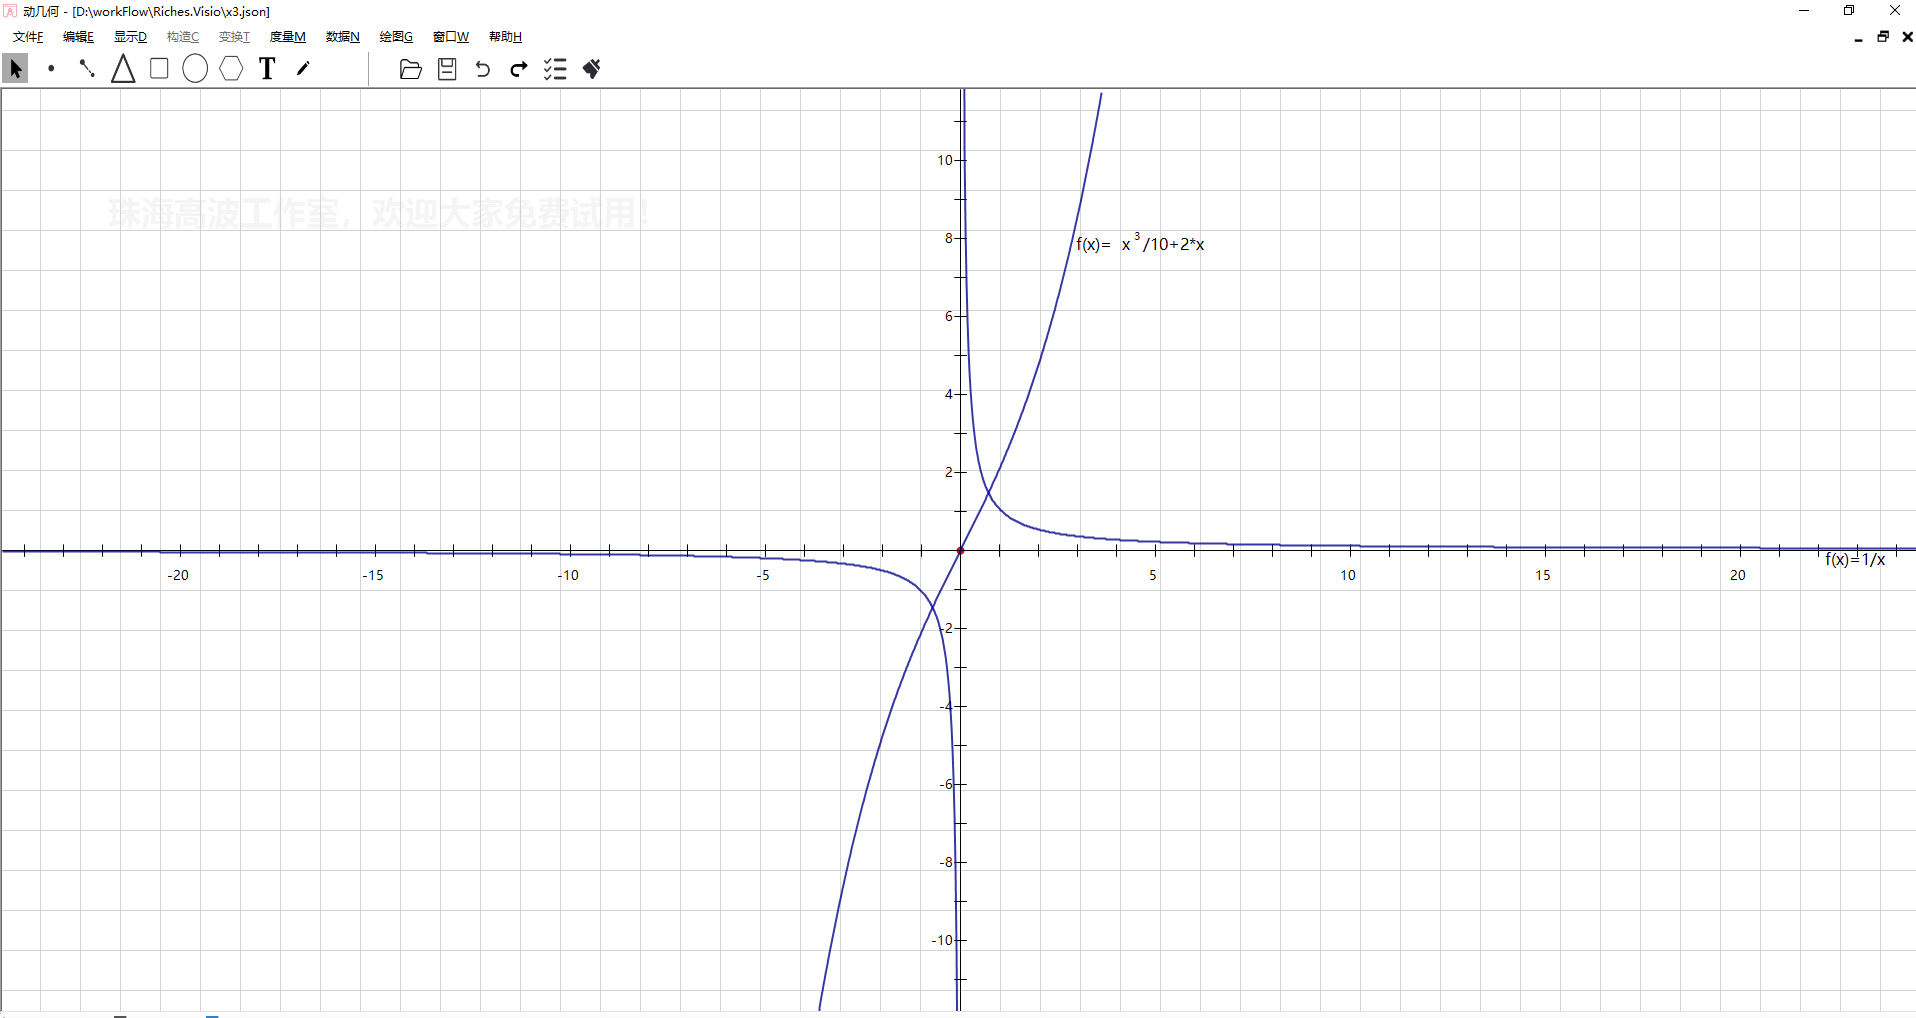 动几何 - [D:\workFlow\Riches.Visio\x3.json]
文件F 编辑E 显示D 构造C 变换T 度量M 数据N 绘图G 窗口W 帮助H
T
珠海高波工作室，欢迎大家免费试用！
10
8
f(x)= x³/10+2*x
6
4
2
f(x)=1/x
-20 -15 -10 -5 5 10 15 20
-2
-4
-6
-8
-10